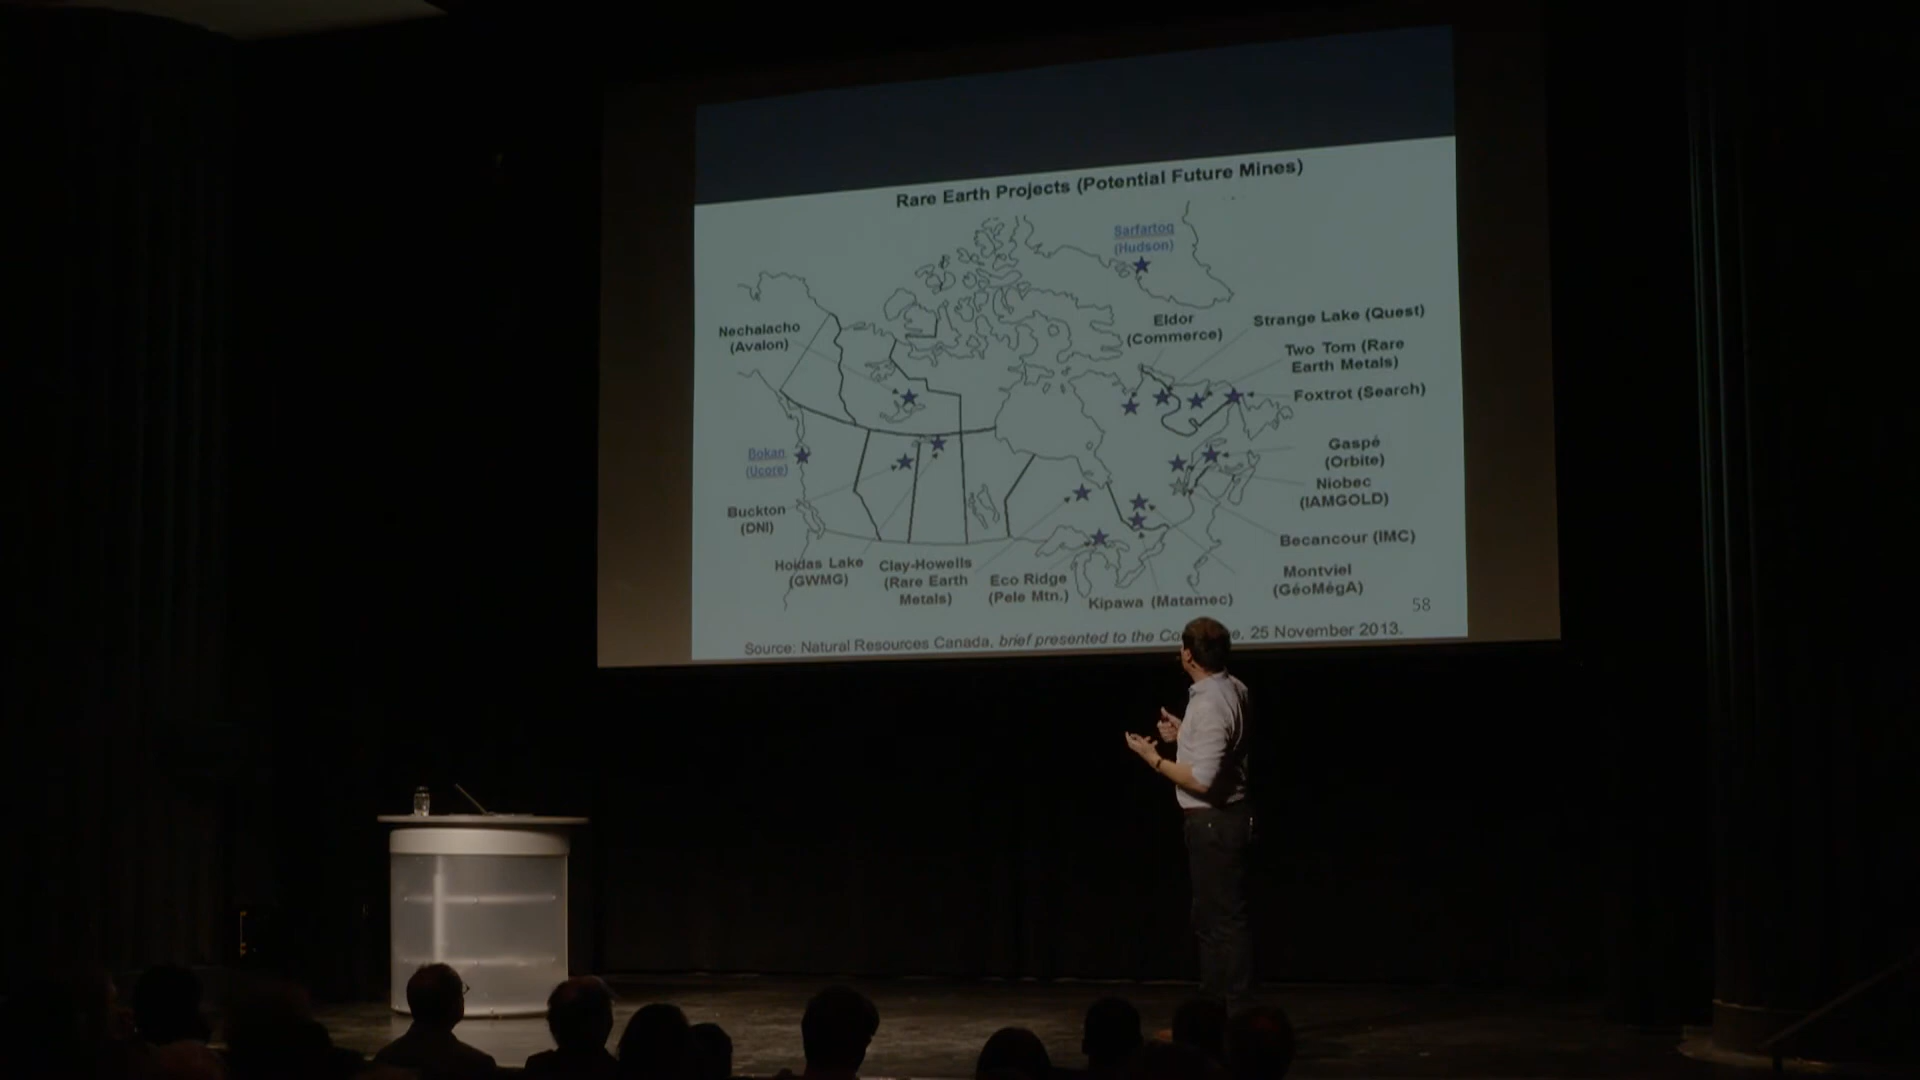 Rare Earth Projects (Potential Future Mines)
Sarfartoq
(Hudson)
Nechalacho
(Avalon)
Eldor
(Commerce)
Strange Lake (Quest)
Two Tom (Rare
Earth Metals)
Foxtrot (Search)
Bokan
(Ucore)
Gaspé
(Orbite)
Niobec
(IAMGOLD)
Buckton
(DNI)
Becancour (IMC)
Hoidas Lake
(GWMG)
Clay-Howells
(Rare Earth
Metals)
Eco Ridge
(Pele Mtn.)
Kipawa (Matamec)
Montviel
(GéoMégA)
58
Source: Natural Resources Canada, brief presented to the Co e, 25 November 2013.